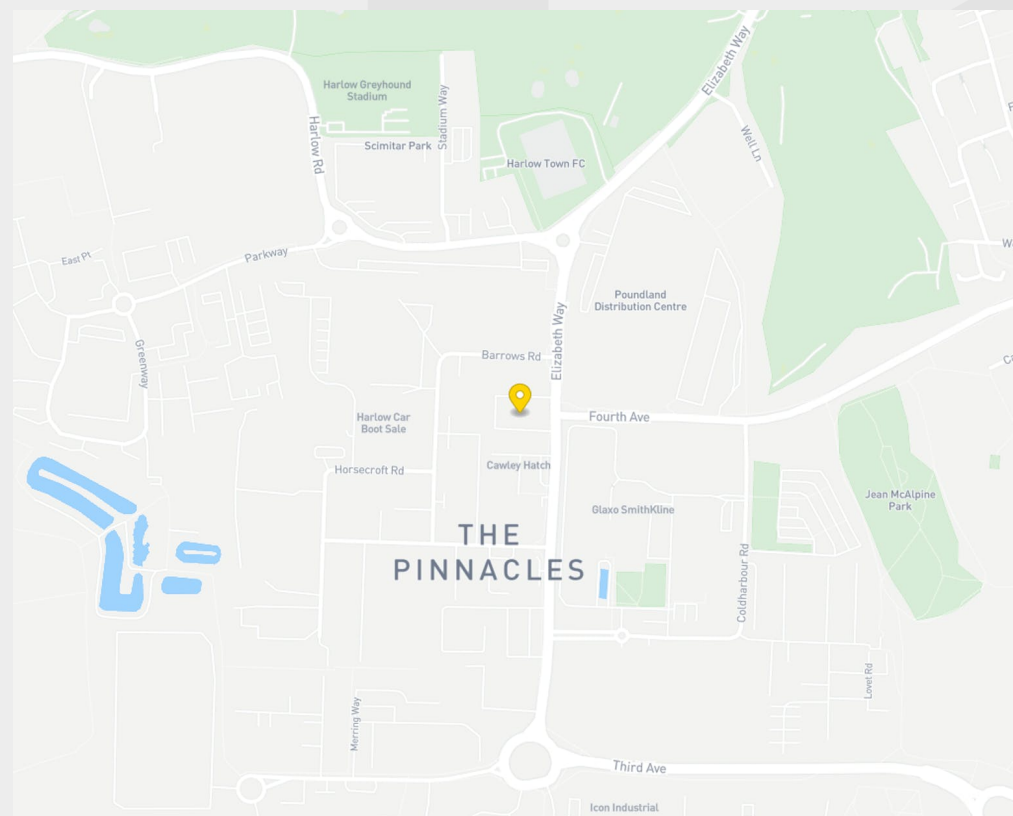 Elizabeth Way
Harlow Greyhound
Stadium
Stadium Way
Harlow Rd
Scimitar Park
Well Ln
Harlow Town FC
East Pt
Parkway
Poundland
Distribution Centre
Elizabeth Way
Greenway
Barrows Rd
Harlow Car
Boot Sale
Fourth Ave
Horsecroft Rd
Cawley Hatch
Jean McAlpine
Park
Glaxo SmithKline
THE
PINNACLES
Coldharbour Rd
Lovet Rd
Merring Way
Third Ave
Icon Industrial